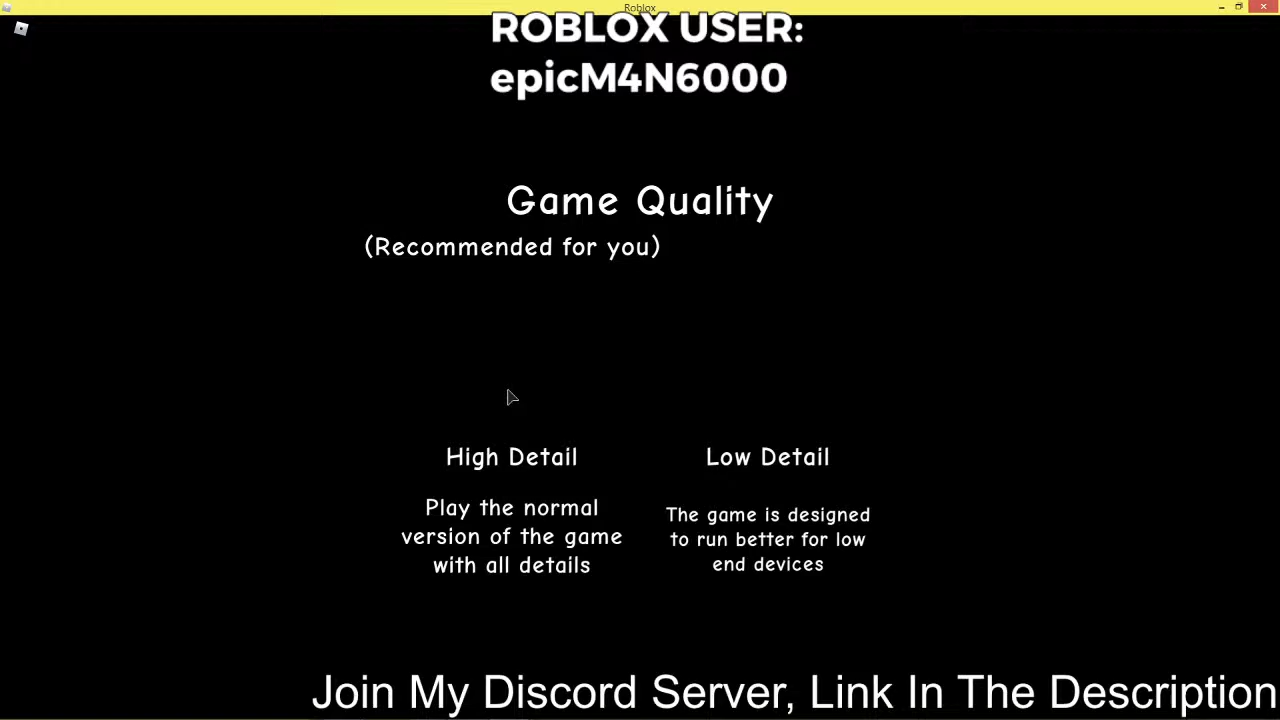 Roblox
ROBLOX USER:
epicM4N6000
Game Quality
(Recommended for you)
High Detail
Low Detail
Play the normal
version of the game
with all details
The game is designed
to run better for low
end devices
Join My Discord Server, Link In The Description